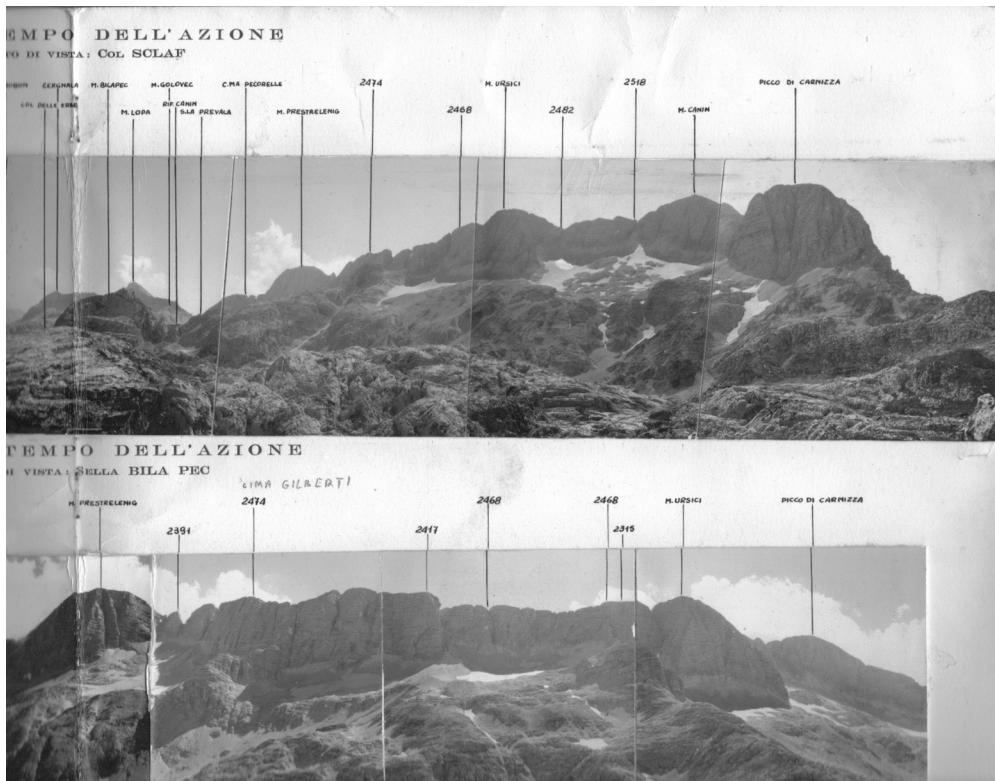 EMPO DELL'AZIONE
TO DI VISTA: COL SCLAF
CERGNALA M. BILAPEC M. GOLOVEC C.MA PECORELLE 2474 M. URSICI 2518 PICCO DI CARNIZZA
COL DELLE ERBE M. LOPA RIF. CANIN S.LA PREVALA M. PRESTRELENIG 2468 2482 M. CANIN
TEMPO DELL'AZIONE
DI VISTA: SELLA BILA PEC
CIMA GILBERTI
M. PRESTRELENIG 2474 2468 2468 M. URSICI PICCO DI CARNIZZA
2391 2417 2315